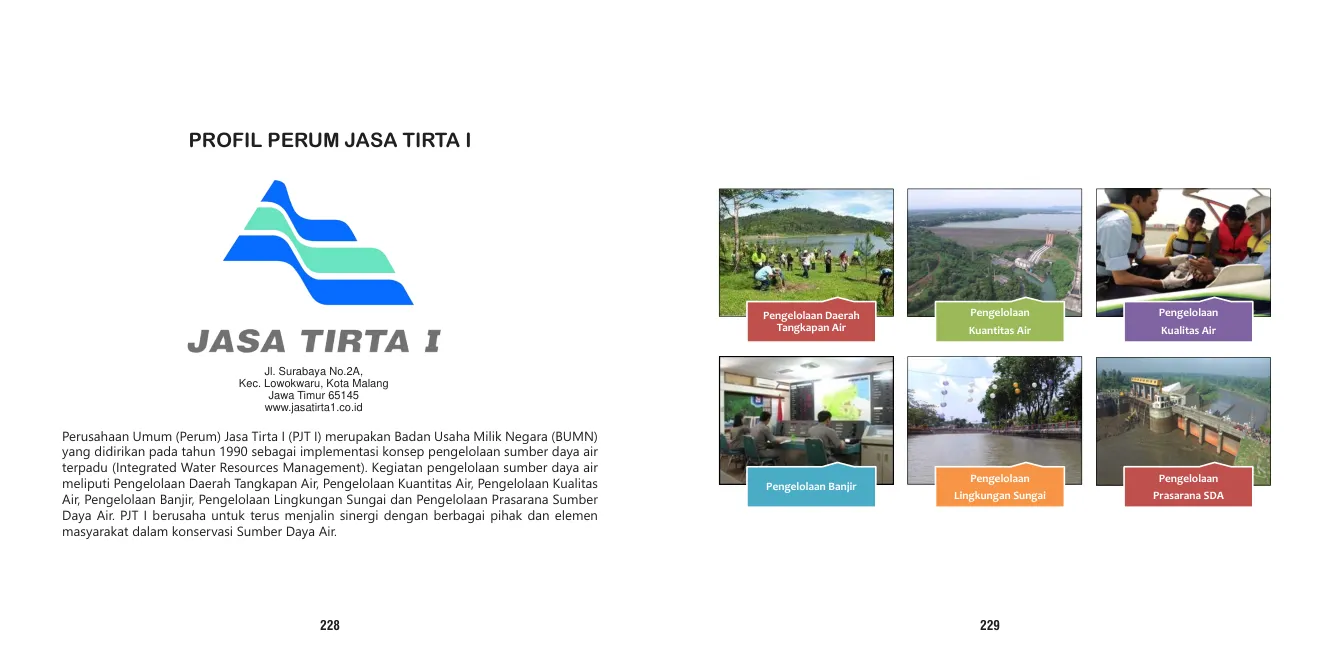 PROFIL PERUM JASA TIRTA I
JASA TIRTA I
Jl. Surabaya No.2A,
Kec. Lowokwaru, Kota Malang
Jawa Timur 65145
www.jasatirta1.co.id
Perusahaan Umum (Perum) Jasa Tirta I (PJT I) merupakan Badan Usaha Milik Negara (BUMN)
yang didirikan pada tahun 1990 sebagai implementasi konsep pengelolaan sumber daya air
terpadu (Integrated Water Resources Management). Kegiatan pengelolaan sumber daya air
meliputi Pengelolaan Daerah Tangkapan Air, Pengelolaan Kuantitas Air, Pengelolaan Kualitas
Air, Pengelolaan Banjir, Pengelolaan Lingkungan Sungai dan Pengelolaan Prasarana Sumber
Daya Air. PJT I berusaha untuk terus menjalin sinergi dengan berbagai pihak dan elemen
masyarakat dalam konservasi Sumber Daya Air.
228
Pengelolaan Daerah
Tangkapan Air
Pengelolaan
Kuantitas Air
Pengelolaan
Kualitas Air
Pengelolaan Banjir
Pengelolaan
Lingkungan Sungai
Pengelolaan
Prasarana SDA
229